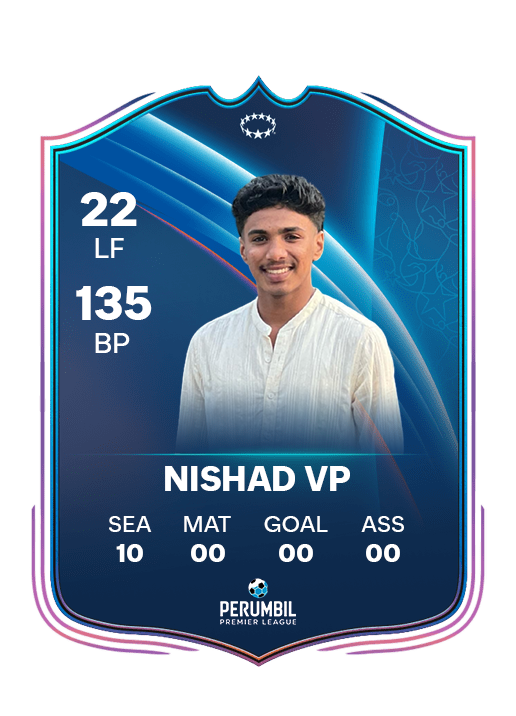 22
LF
135
BP
NISHAD VP
SEA MAT GOAL ASS
10 00 00 00
PERUMBIL
PREMIER LEAGUE